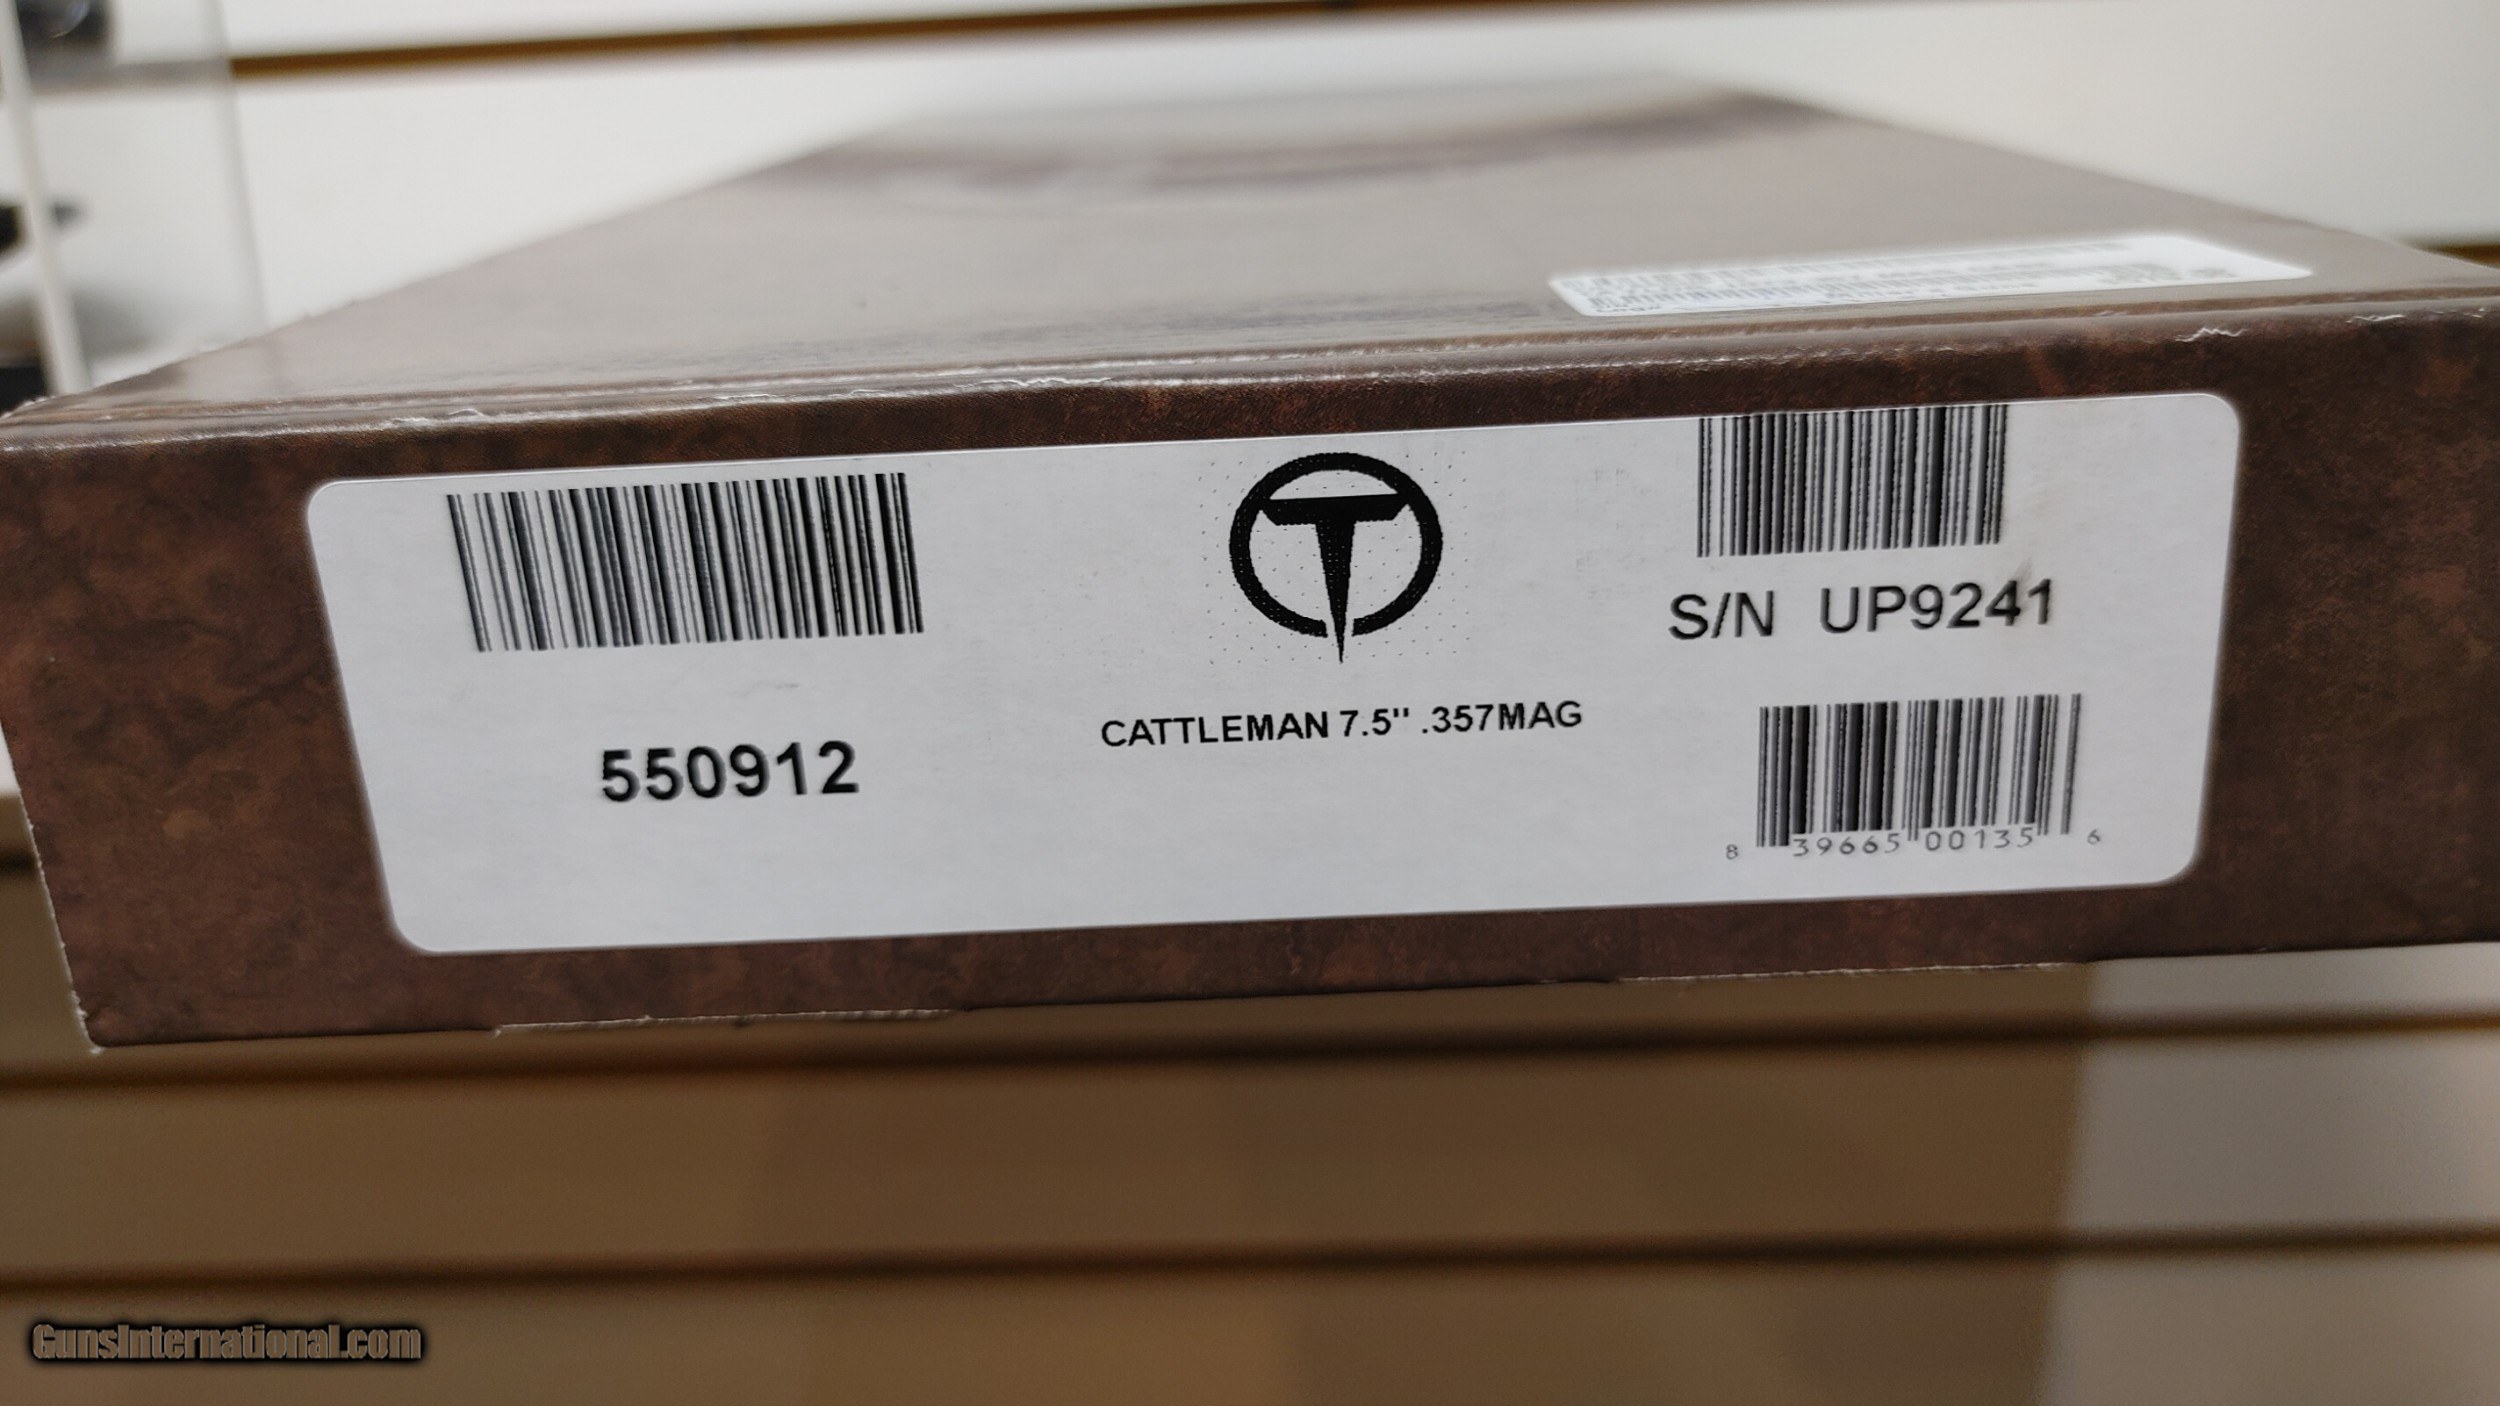 550912
CATTLEMAN 7.5" .357MAG
S/N UP9241
8 39665 00135 6
GunsInternational.com